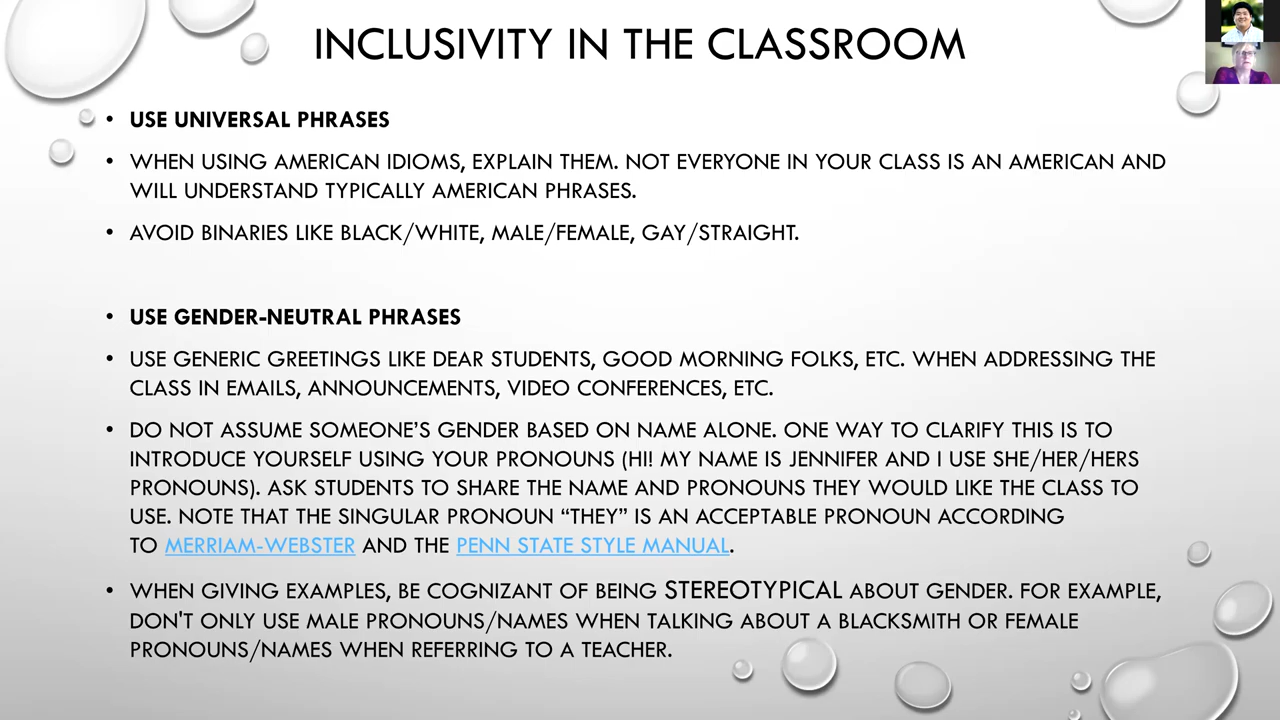 INCLUSIVITY IN THE CLASSROOM
• USE UNIVERSAL PHRASES
• WHEN USING AMERICAN IDIOMS, EXPLAIN THEM. NOT EVERYONE IN YOUR CLASS IS AN AMERICAN AND
WILL UNDERSTAND TYPICALLY AMERICAN PHRASES.
• AVOID BINARIES LIKE BLACK/WHITE, MALE/FEMALE, GAY/STRAIGHT.
• USE GENDER-NEUTRAL PHRASES
• USE GENERIC GREETINGS LIKE DEAR STUDENTS, GOOD MORNING FOLKS, ETC. WHEN ADDRESSING THE
CLASS IN EMAILS, ANNOUNCEMENTS, VIDEO CONFERENCES, ETC.
• DO NOT ASSUME SOMEONE’S GENDER BASED ON NAME ALONE. ONE WAY TO CLARIFY THIS IS TO
INTRODUCE YOURSELF USING YOUR PRONOUNS (HI! MY NAME IS JENNIFER AND I USE SHE/HER/HERS
PRONOUNS). ASK STUDENTS TO SHARE THE NAME AND PRONOUNS THEY WOULD LIKE THE CLASS TO
USE. NOTE THAT THE SINGULAR PRONOUN “THEY” IS AN ACCEPTABLE PRONOUN ACCORDING
TO MERRIAM-WEBSTER AND THE PENN STATE STYLE MANUAL.
• WHEN GIVING EXAMPLES, BE COGNIZANT OF BEING STEREOTYPICAL ABOUT GENDER. FOR EXAMPLE,
DON'T ONLY USE MALE PRONOUNS/NAMES WHEN TALKING ABOUT A BLACKSMITH OR FEMALE
PRONOUNS/NAMES WHEN REFERRING TO A TEACHER.